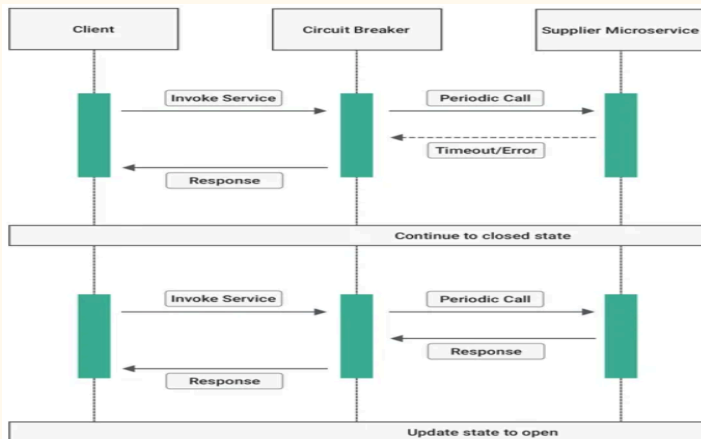 Client
Circuit Breaker
Supplier Microservice
Invoke Service
Periodic Call
Timeout/Error
Response
Continue to closed state
Invoke Service
Periodic Call
Response
Response
Update state to open